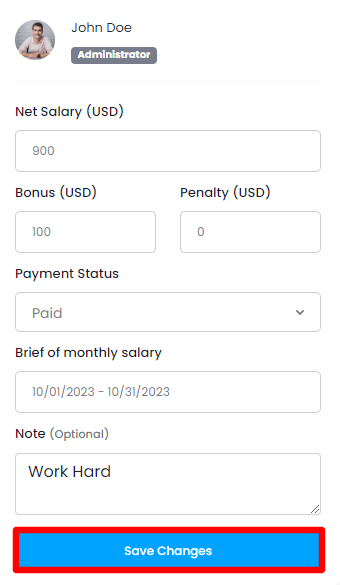 John Doe
Administrator
Net Salary (USD)
900
Bonus (USD) Penalty (USD)
100 0
Payment Status
Paid
Brief of monthly salary
10/01/2023 - 10/31/2023
Note (Optional)
Work Hard
Save Changes